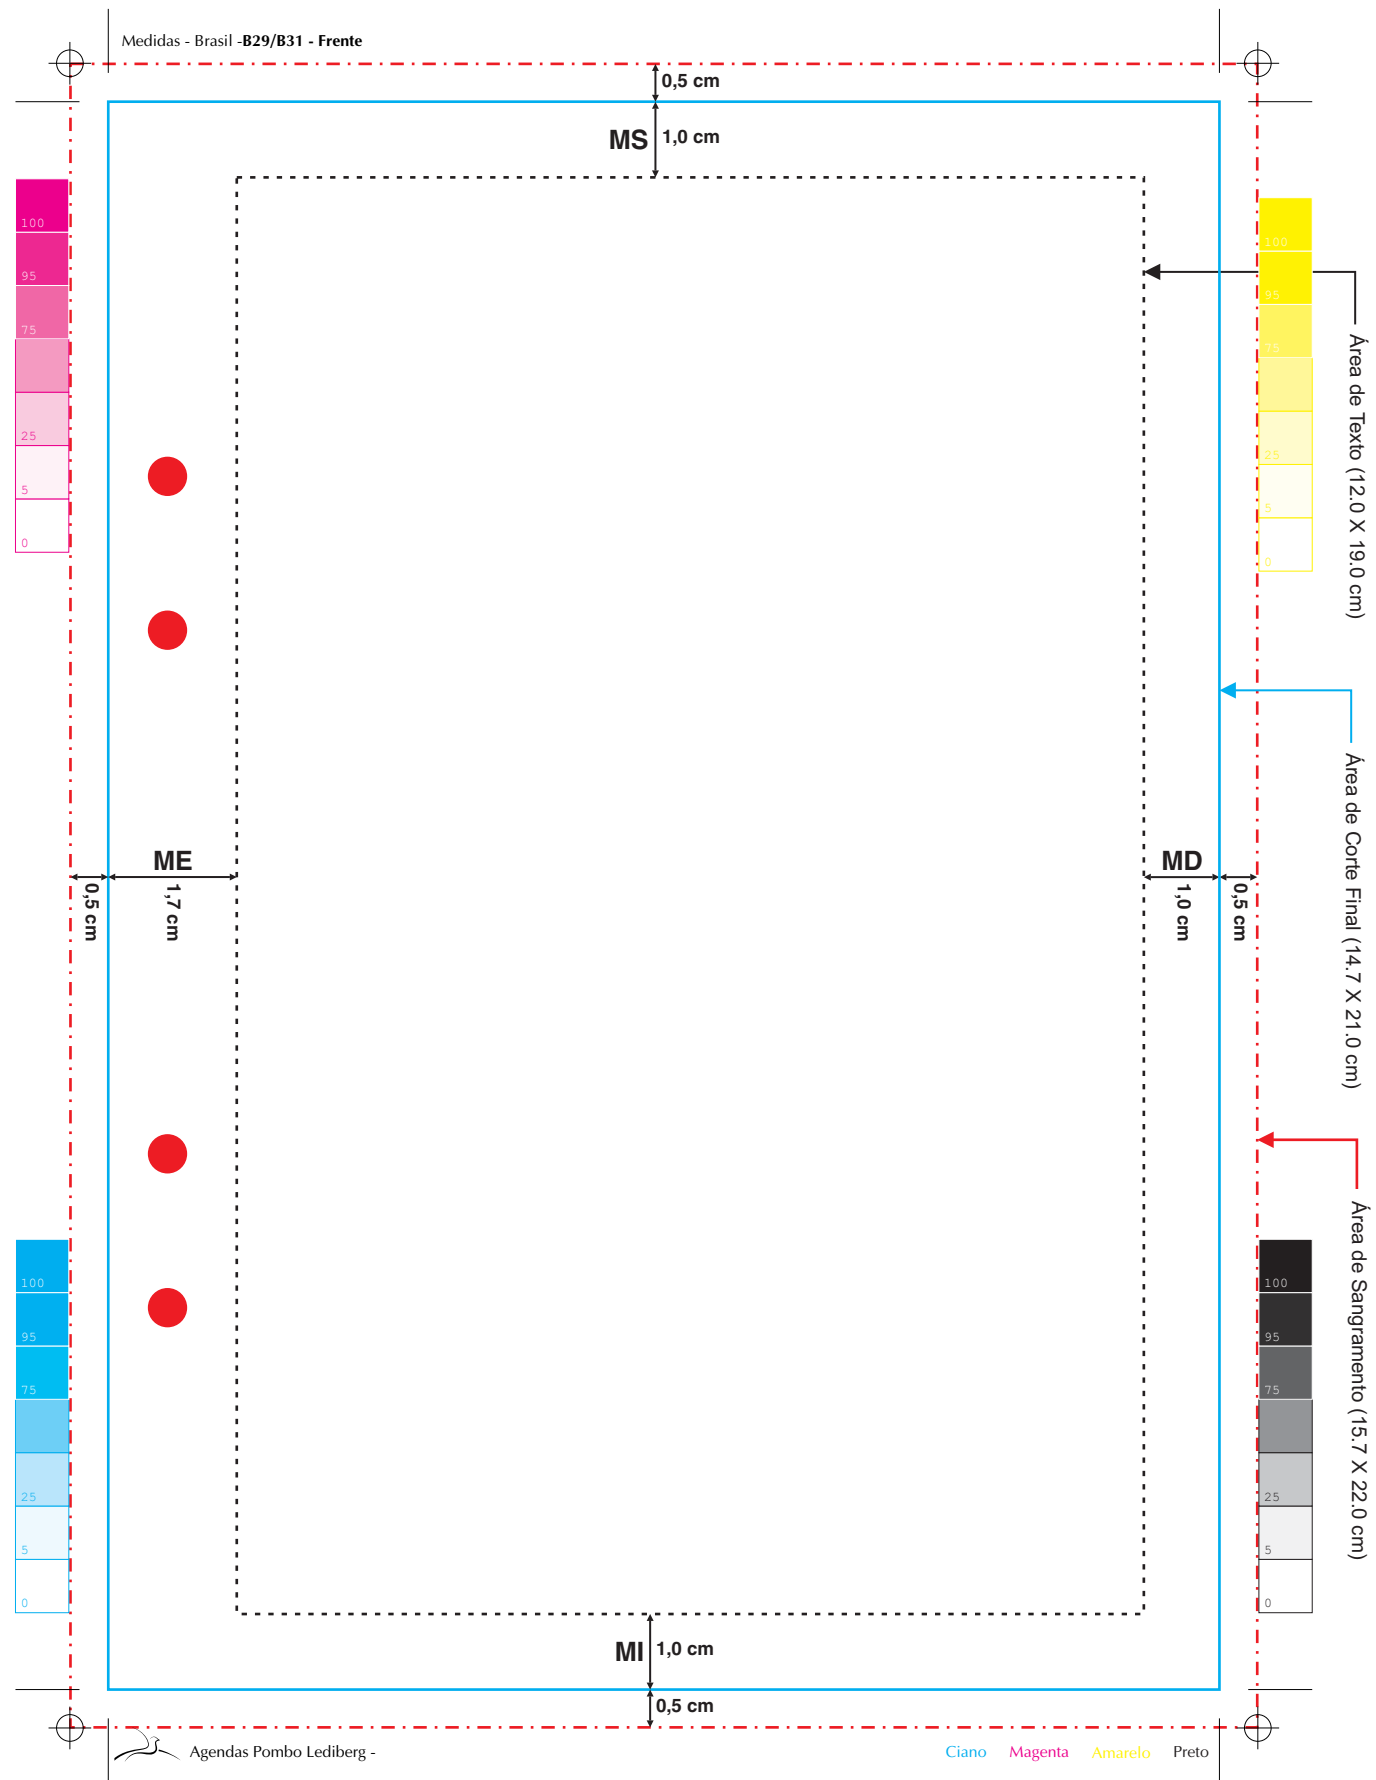 Medidas - Brasil -B29/B31 - Frente
0,5 cm
MS 1,0 cm
100
95
75
25
5
0
100
95
75
25
5
0
Área de Texto (12.0 X 19.0 cm)
Área de Corte Final (14.7 X 21.0 cm)
ME
MD
0,5 cm
1,7 cm
1,0 cm
0,5 cm
Área de Sangramento (15.7 X 22.0 cm)
100
95
75
25
5
0
100
95
75
25
5
0
MI 1,0 cm
0,5 cm
Agendas Pombo Lediberg -
Ciano Magenta Amarelo Preto